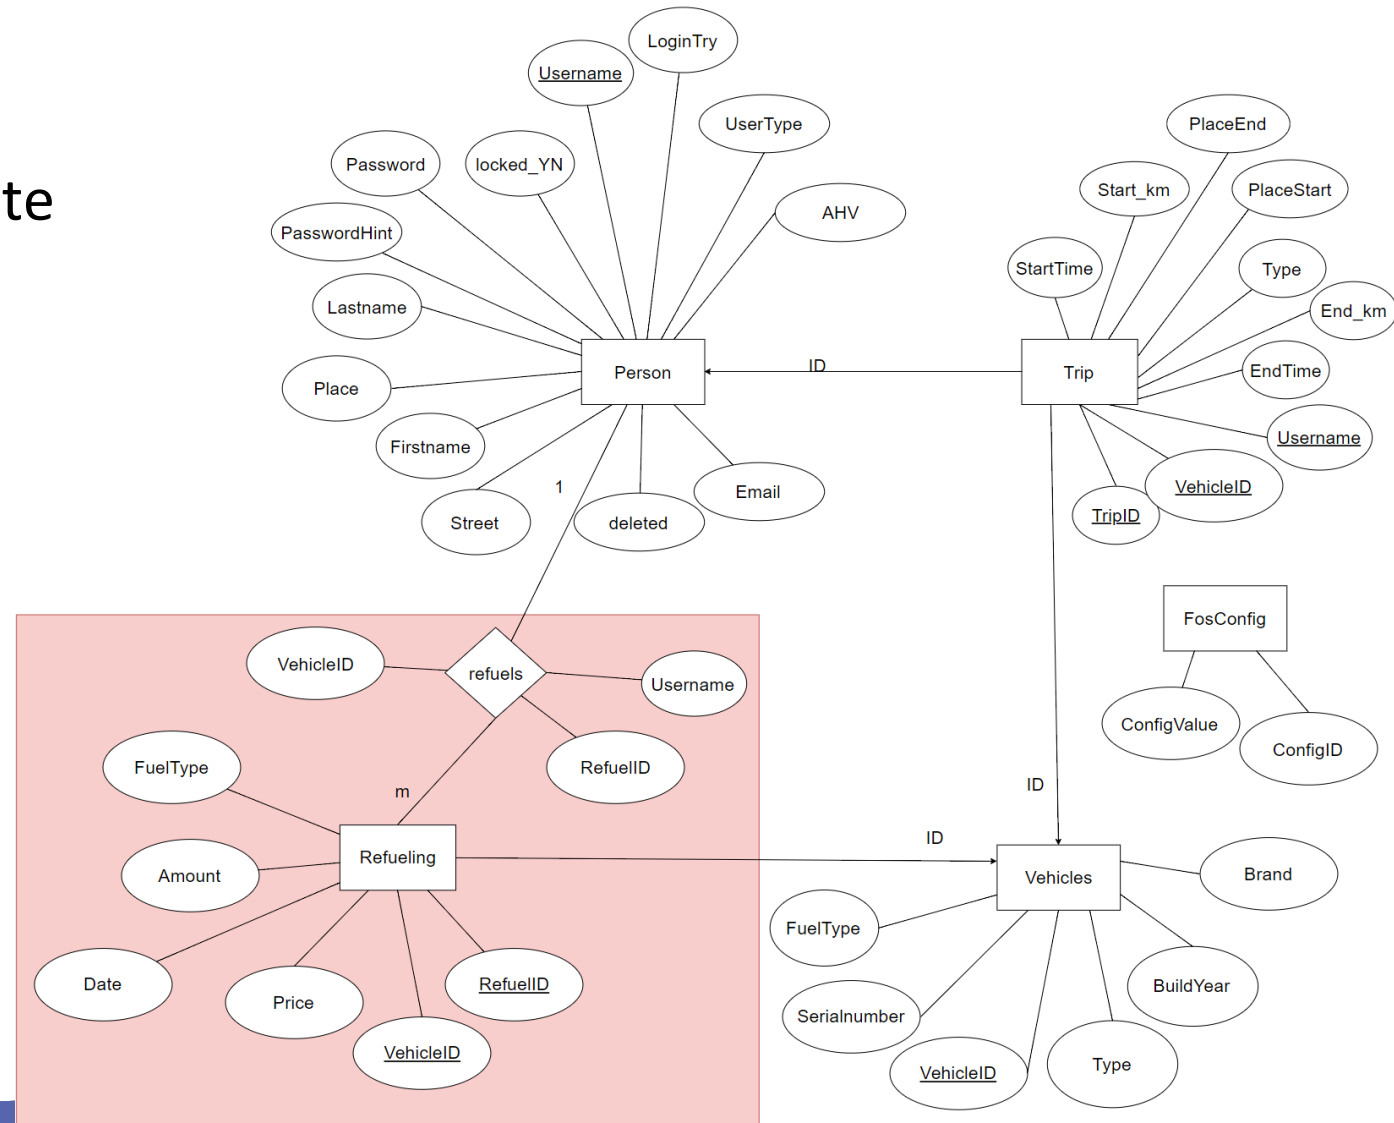 LoginTry
Username
UserType
PlaceEnd
Password
locked_YN
Start_km
PlaceStart
te
AHV
PasswordHint
StartTime
Type
Lastname
End_km
Person
ID
Trip
EndTime
Place
Firstname
Username
1
Email
VehicleID
Street
deleted
TripID
FosConfig
VehicleID
refuels
Username
ConfigValue
ConfigID
FuelType
RefuelID
m
ID
ID
Refueling
Amount
Vehicles
Brand
FuelType
Date
Price
RefuelID
BuildYear
Serialnumber
VehicleID
VehicleID
Type